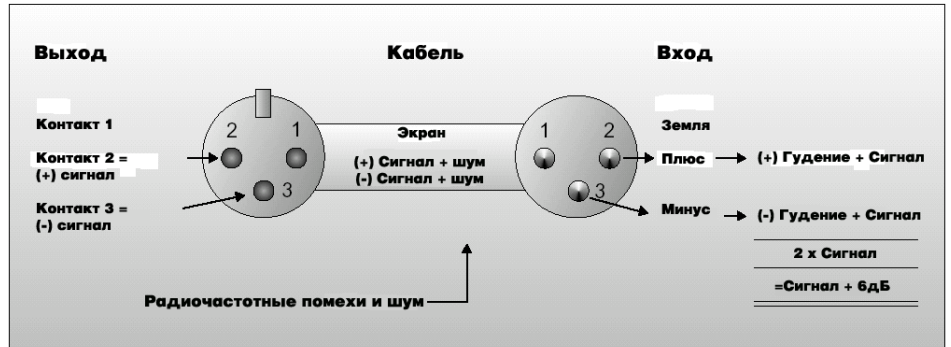 Выход
Кабель
Вход
Контакт 1
Контакт 2 =
(+) сигнал
Контакт 3 =
(-) сигнал
2 1
3
Экран
(+) Сигнал + шум
(-) Сигнал + шум
1 2
3
Земля
Плюс
(+) Гудение + Сигнал
Минус
(-) Гудение + Сигнал
2 х Сигнал
=Сигнал + 6дБ
Радиочастотные помехи и шум